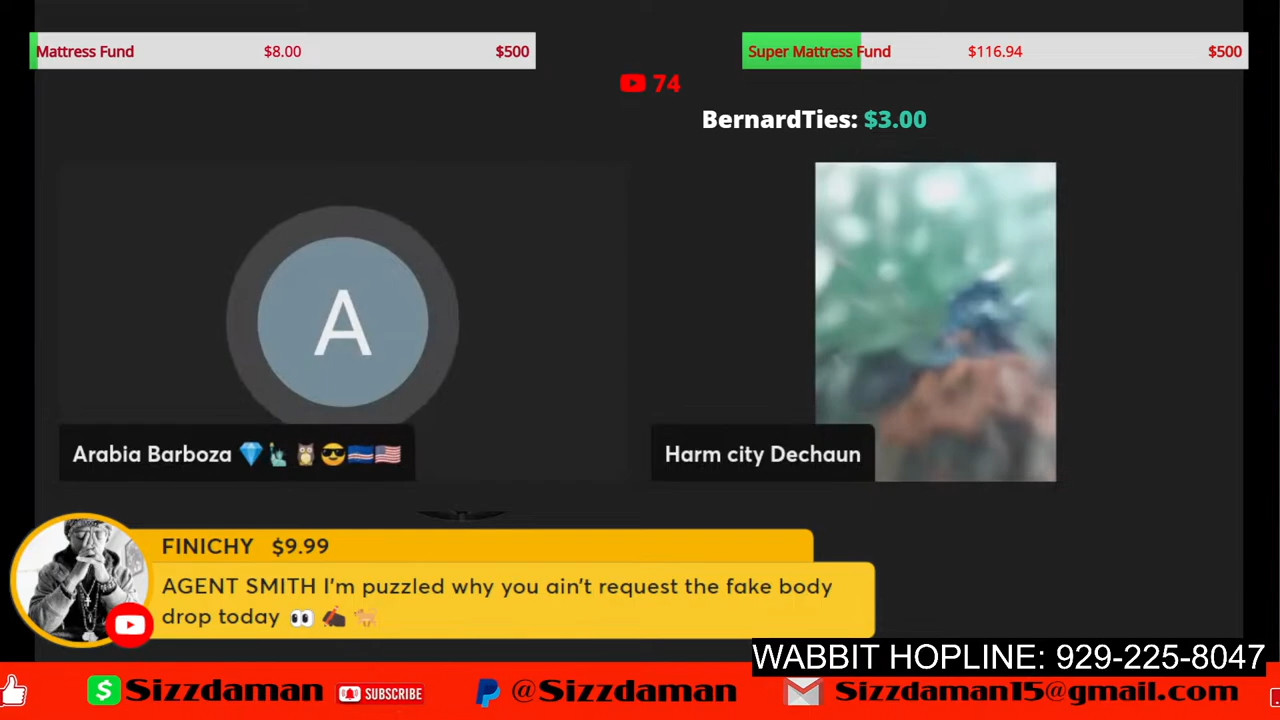 Mattress Fund $8.00 $500
Super Mattress Fund $116.94 $500
74
BernardTies: $3.00
A
Arabia Barboza 💎🗽🦉😎🇨🇻🇺🇸
Harm city Dechaun
FINICHY $9.99
AGENT SMITH I'm puzzled why you ain't request the fake body
drop today 👀 ✍🏿 🐕
WABBIT HOPLINE: 929-225-8047
$ Sizzdaman SUBSCRIBE @Sizzdaman Sizzdaman15@gmail.com